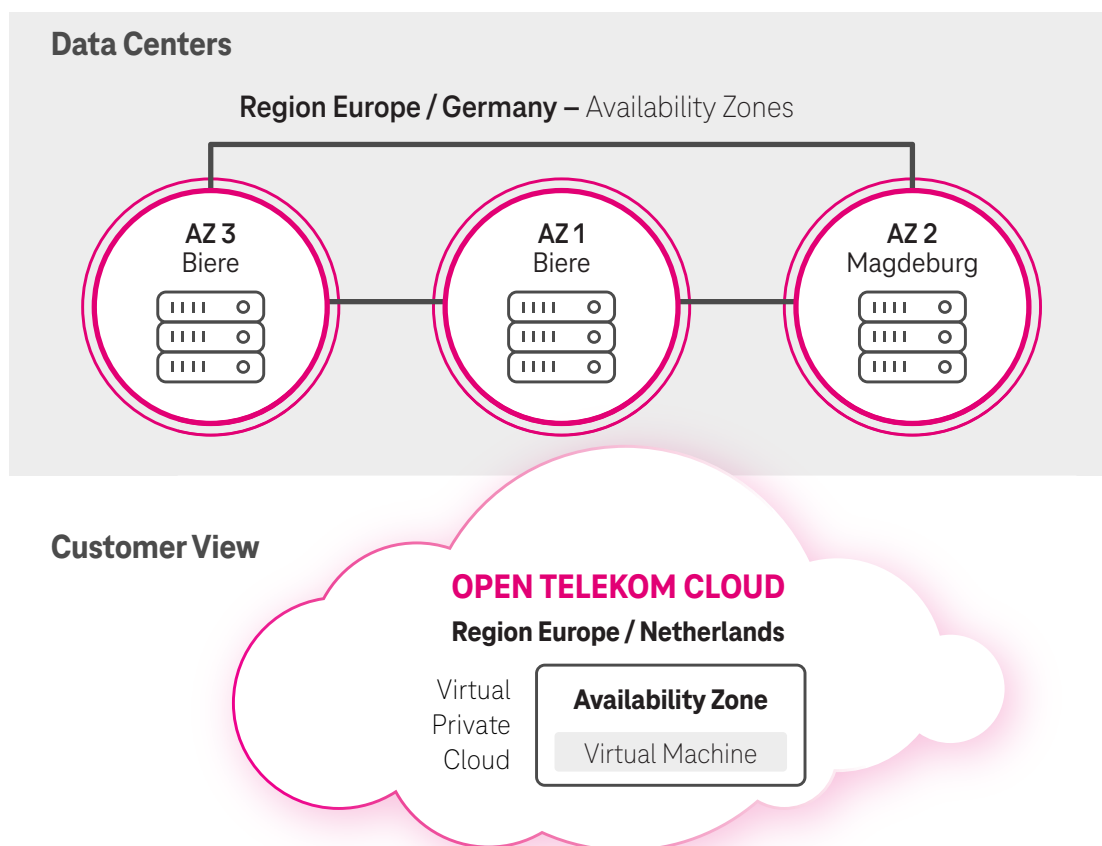 Data Centers
Region Europe / Germany – Availability Zones
AZ 3
Biere
AZ 1
Biere
AZ 2
Magdeburg
Customer View
OPEN TELEKOM CLOUD
Region Europe / Netherlands
Virtual
Private
Cloud
Availability Zone
Virtual Machine